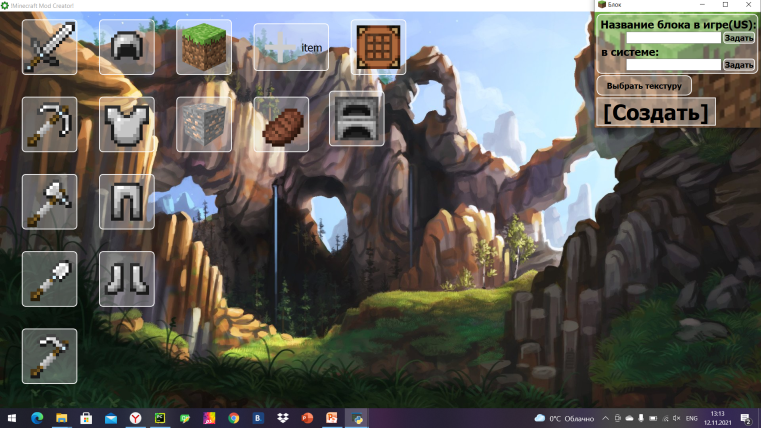 !Minecraft Mod Creator!
Блок
Название блока в игре(US):
Задать
в системе:
Задать
Выбрать текстуру
[Создать]
item
0°C Облачно
ENG
13:13
12.11.2021